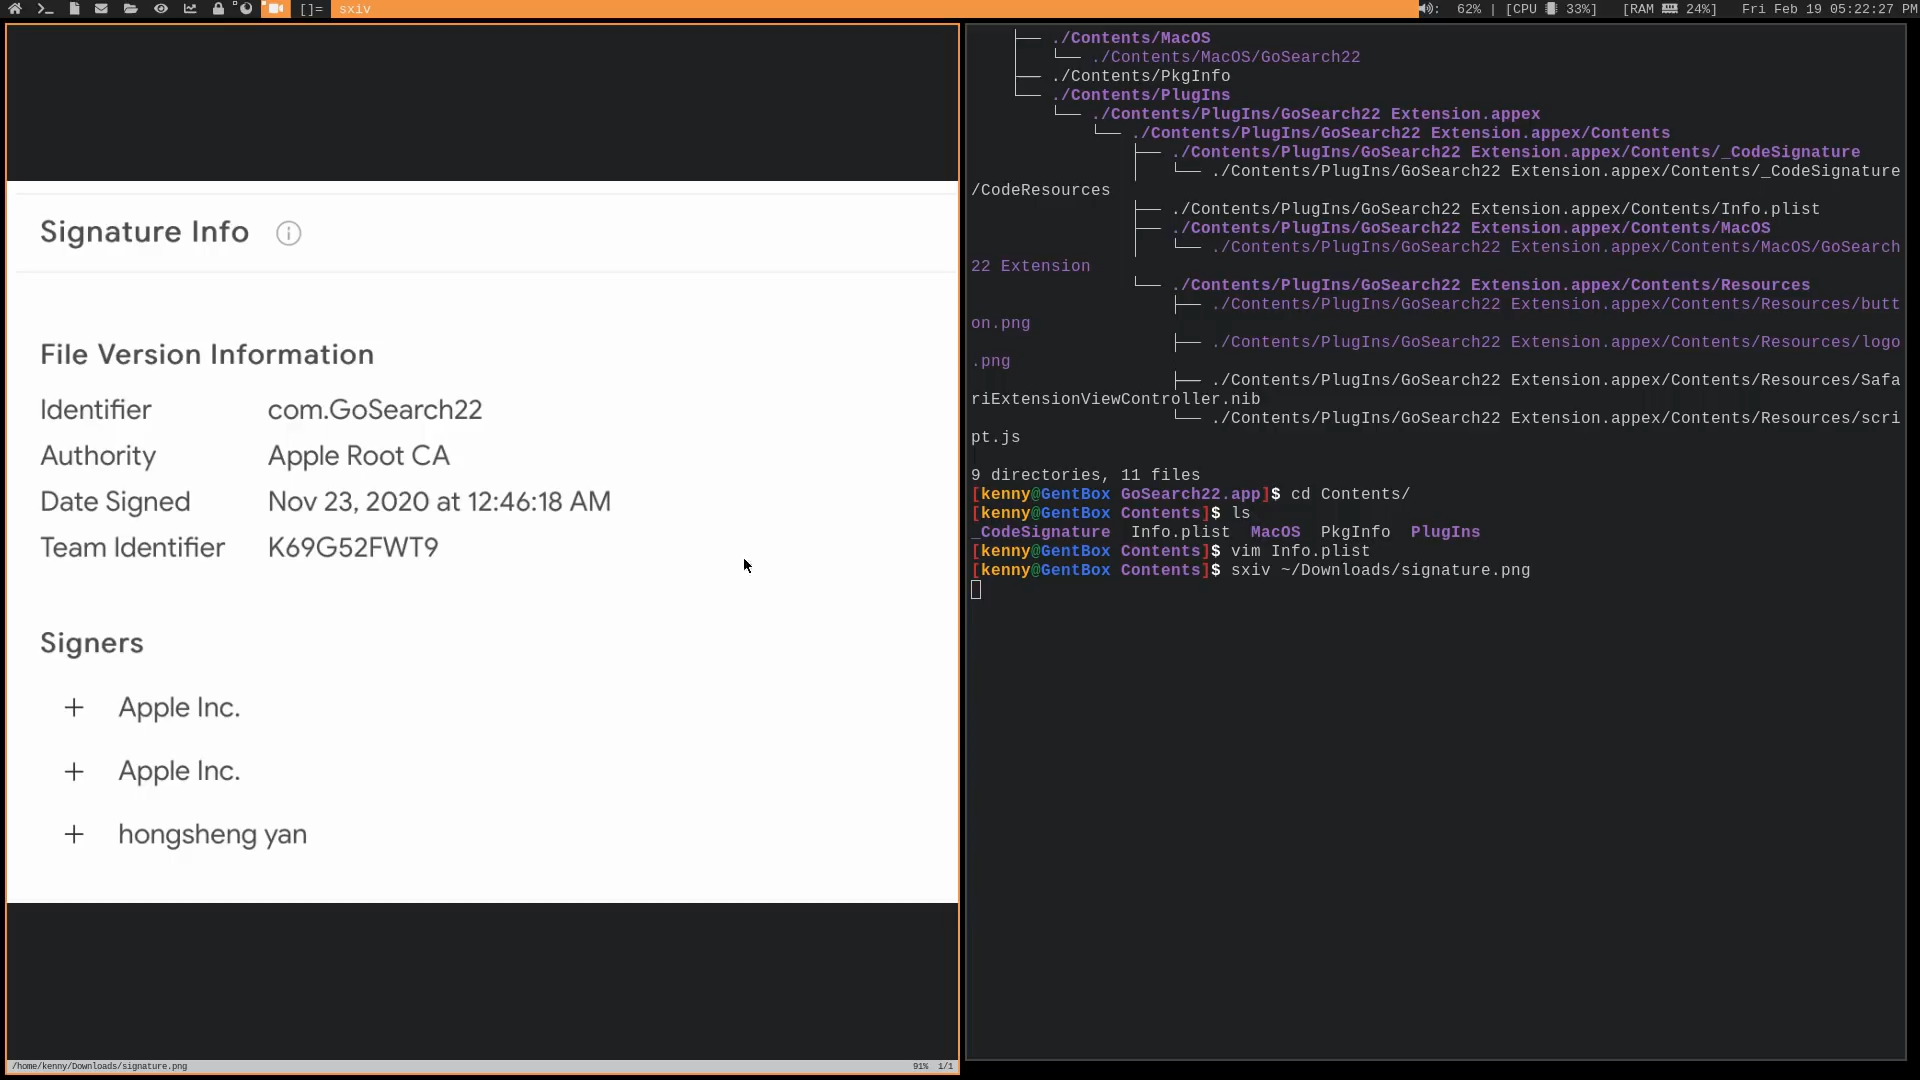 []= sxiv 62% | [CPU 33%] [RAM 24%] Fri Feb 19 05:22:27 PM
Signature Info
File Version Information
Identifier com.GoSearch22
Authority Apple Root CA
Date Signed Nov 23, 2020 at 12:46:18 AM
Team Identifier K69G52FWT9
Signers
+ Apple Inc.
+ Apple Inc.
+ hongsheng yan
/home/kenny/Downloads/signature.png 91% 1/1
├── ./Contents/MacOS
│   └── ./Contents/MacOS/GoSearch22
├── ./Contents/PkgInfo
└── ./Contents/PlugIns
└── ./Contents/PlugIns/GoSearch22 Extension.appex
└── ./Contents/PlugIns/GoSearch22 Extension.appex/Contents
├── ./Contents/PlugIns/GoSearch22 Extension.appex/Contents/_CodeSignature
│   └── ./Contents/PlugIns/GoSearch22 Extension.appex/Contents/_CodeSignature
/CodeResources
├── ./Contents/PlugIns/GoSearch22 Extension.appex/Contents/Info.plist
├── ./Contents/PlugIns/GoSearch22 Extension.appex/Contents/MacOS
│   └── ./Contents/PlugIns/GoSearch22 Extension.appex/Contents/MacOS/GoSearch
22 Extension
└── ./Contents/PlugIns/GoSearch22 Extension.appex/Contents/Resources
├── ./Contents/PlugIns/GoSearch22 Extension.appex/Contents/Resources/butt
on.png
├── ./Contents/PlugIns/GoSearch22 Extension.appex/Contents/Resources/logo
.png
├── ./Contents/PlugIns/GoSearch22 Extension.appex/Contents/Resources/Safa
riExtensionViewController.nib
└── ./Contents/PlugIns/GoSearch22 Extension.appex/Contents/Resources/scri
pt.js
9 directories, 11 files
[kenny@GentBox GoSearch22.app]$ cd Contents/
[kenny@GentBox Contents]$ ls
_CodeSignature Info.plist MacOS PkgInfo PlugIns
[kenny@GentBox Contents]$ vim Info.plist
[kenny@GentBox Contents]$ sxiv ~/Downloads/signature.png